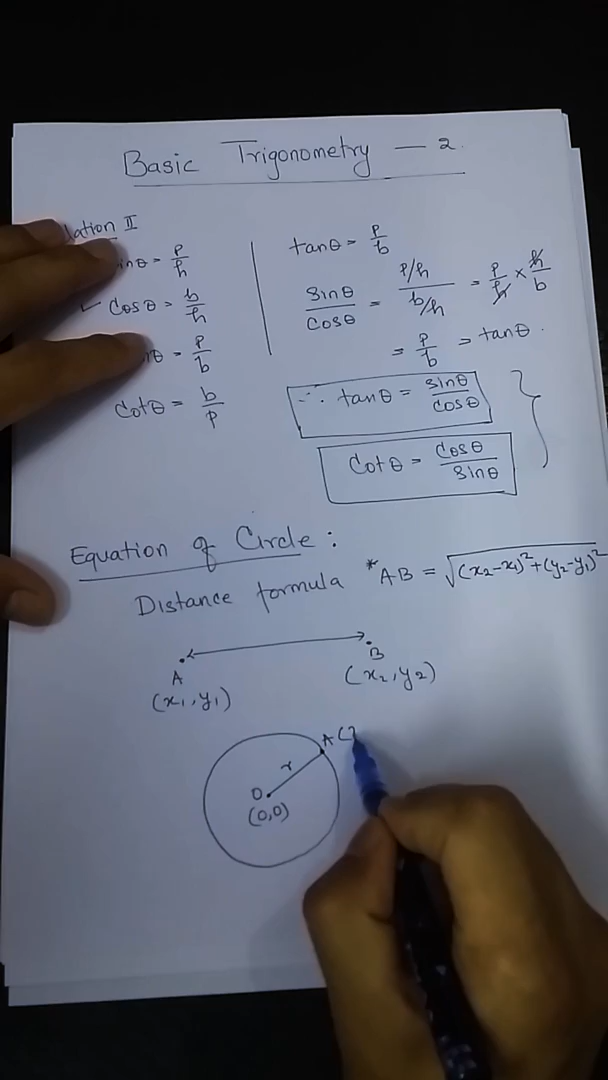 Basic Trigonometry — 2.
lation II
inθ = p/h
✓ Cosθ = b/h
θ = p/b
Cotθ = b/p
tanθ = p/b
Sinθ/Cosθ = (p/h)/(b/h) = p/h × h/b
= p/b = tanθ.
∴ tanθ = sinθ/cosθ
Cotθ = Cosθ/Sinθ
Equation of Circle :
Distance formula *AB = √(x₂-x₁)²+(y₂-y₁)²
A
(x₁, y₁)
B
(x₂, y₂)
A (
r
O
(0,0)